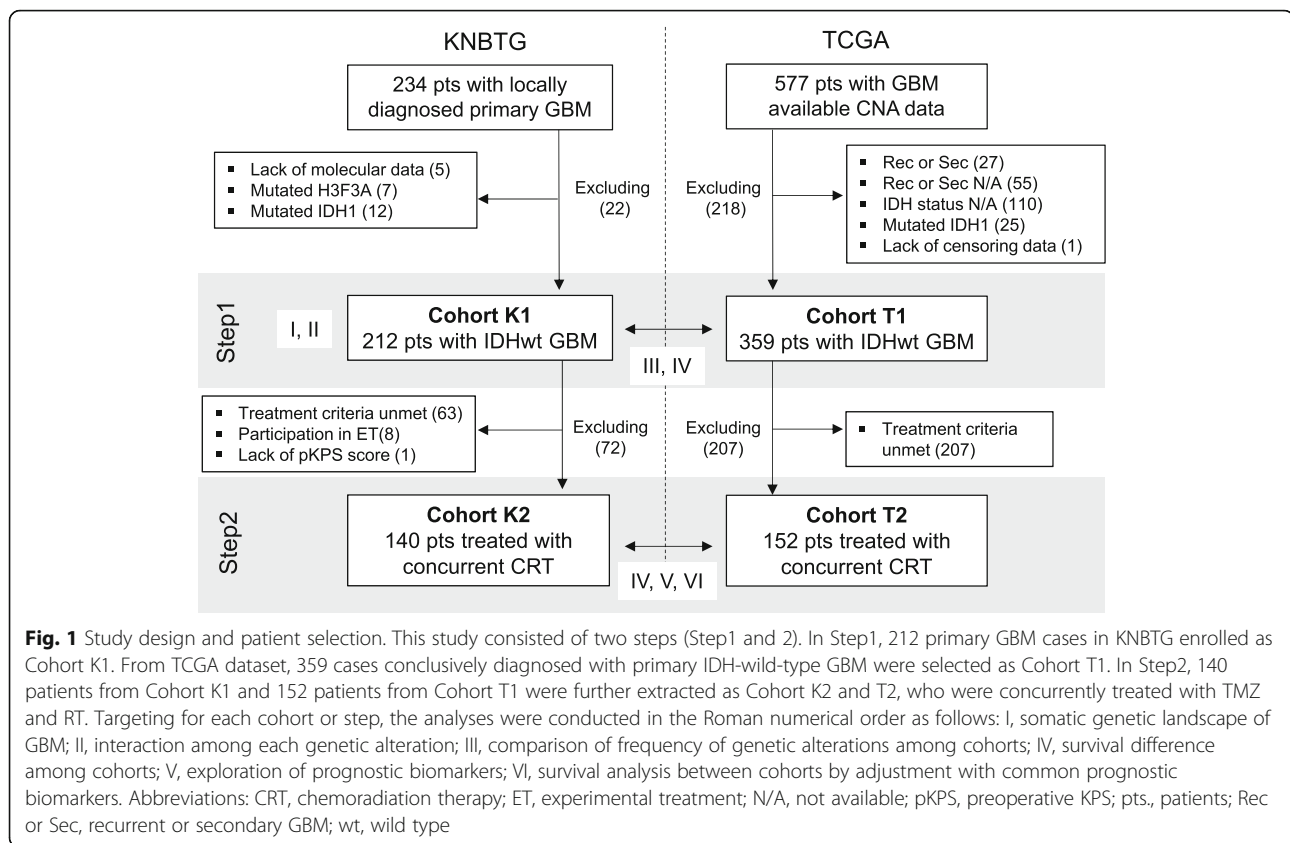 KNBTG
TCGA
234 pts with locally
diagnosed primary GBM
577 pts with GBM
available CNA data
▪ Lack of molecular data (5)
▪ Mutated H3F3A (7)
▪ Mutated IDH1 (12)
Excluding
(22)
Excluding
(218)
▪ Rec or Sec (27)
▪ Rec or Sec N/A (55)
▪ IDH status N/A (110)
▪ Mutated IDH1 (25)
▪ Lack of censoring data (1)
Step1
I, II
Cohort K1
212 pts with IDHwt GBM
III, IV
Cohort T1
359 pts with IDHwt GBM
▪ Treatment criteria unmet (63)
▪ Participation in ET(8)
▪ Lack of pKPS score (1)
Excluding
(72)
Excluding
(207)
▪ Treatment criteria
unmet (207)
Step2
Cohort K2
140 pts treated with
concurrent CRT
IV, V, VI
Cohort T2
152 pts treated with
concurrent CRT
Fig. 1 Study design and patient selection. This study consisted of two steps (Step1 and 2). In Step1, 212 primary GBM cases in KNBTG enrolled as
Cohort K1. From TCGA dataset, 359 cases conclusively diagnosed with primary IDH-wild-type GBM were selected as Cohort T1. In Step2, 140
patients from Cohort K1 and 152 patients from Cohort T1 were further extracted as Cohort K2 and T2, who were concurrently treated with TMZ
and RT. Targeting for each cohort or step, the analyses were conducted in the Roman numerical order as follows: I, somatic genetic landscape of
GBM; II, interaction among each genetic alteration; III, comparison of frequency of genetic alterations among cohorts; IV, survival difference
among cohorts; V, exploration of prognostic biomarkers; VI, survival analysis between cohorts by adjustment with common prognostic
biomarkers. Abbreviations: CRT, chemoradiation therapy; ET, experimental treatment; N/A, not available; pKPS, preoperative KPS; pts., patients; Rec
or Sec, recurrent or secondary GBM; wt, wild type